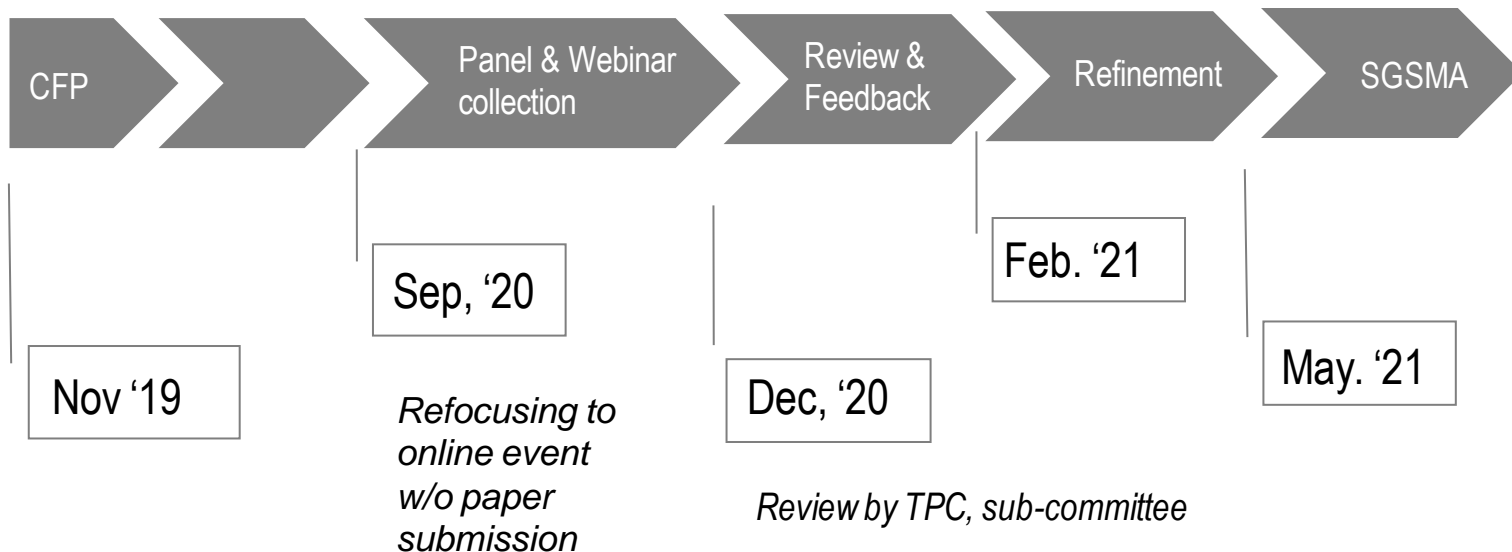 CFP
Panel & Webinar
collection
Review &
Feedback
Refinement
SGSMA
Nov ‘19
Sep, ‘20
Refocusing to
online event
w/o paper
submission
Dec, ‘20
Review by TPC, sub-committee
Feb. ‘21
May. ‘21